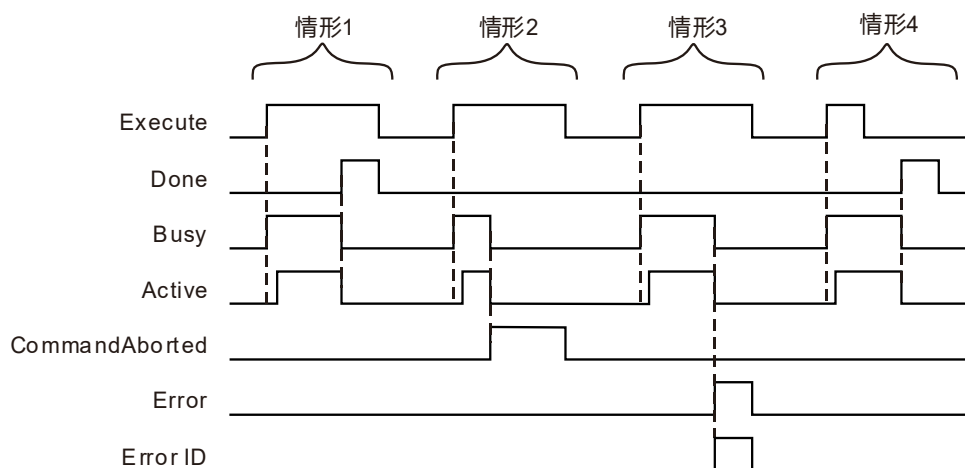 情形1 情形2 情形3 情形4
Execute
Done
Busy
Active
CommandAborted
Error
Error ID